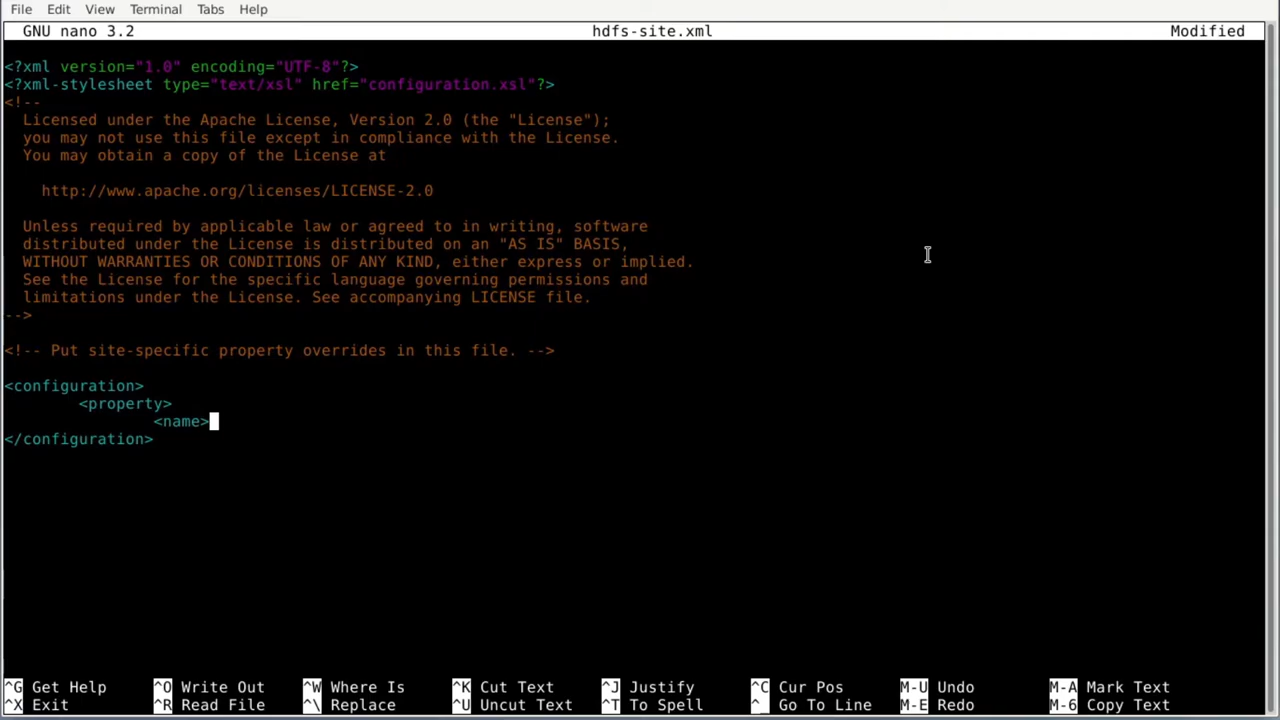 File Edit View Terminal Tabs Help
GNU nano 3.2 hdfs-site.xml Modified
<?xml version="1.0" encoding="UTF-8"?>
<?xml-stylesheet type="text/xsl" href="configuration.xsl"?>
<!--
Licensed under the Apache License, Version 2.0 (the "License");
you may not use this file except in compliance with the License.
You may obtain a copy of the License at
http://www.apache.org/licenses/LICENSE-2.0
Unless required by applicable law or agreed to in writing, software
distributed under the License is distributed on an "AS IS" BASIS,
WITHOUT WARRANTIES OR CONDITIONS OF ANY KIND, either express or implied.
See the License for the specific language governing permissions and
limitations under the License. See accompanying LICENSE file.
-->
<!-- Put site-specific property overrides in this file. -->
<configuration>
<property>
<name>
</configuration>
^G Get Help ^O Write Out ^W Where Is ^K Cut Text ^J Justify ^C Cur Pos M-U Undo M-A Mark Text
^X Exit ^R Read File ^\ Replace ^U Uncut Text ^T To Spell ^_ Go To Line M-E Redo M-6 Copy Text